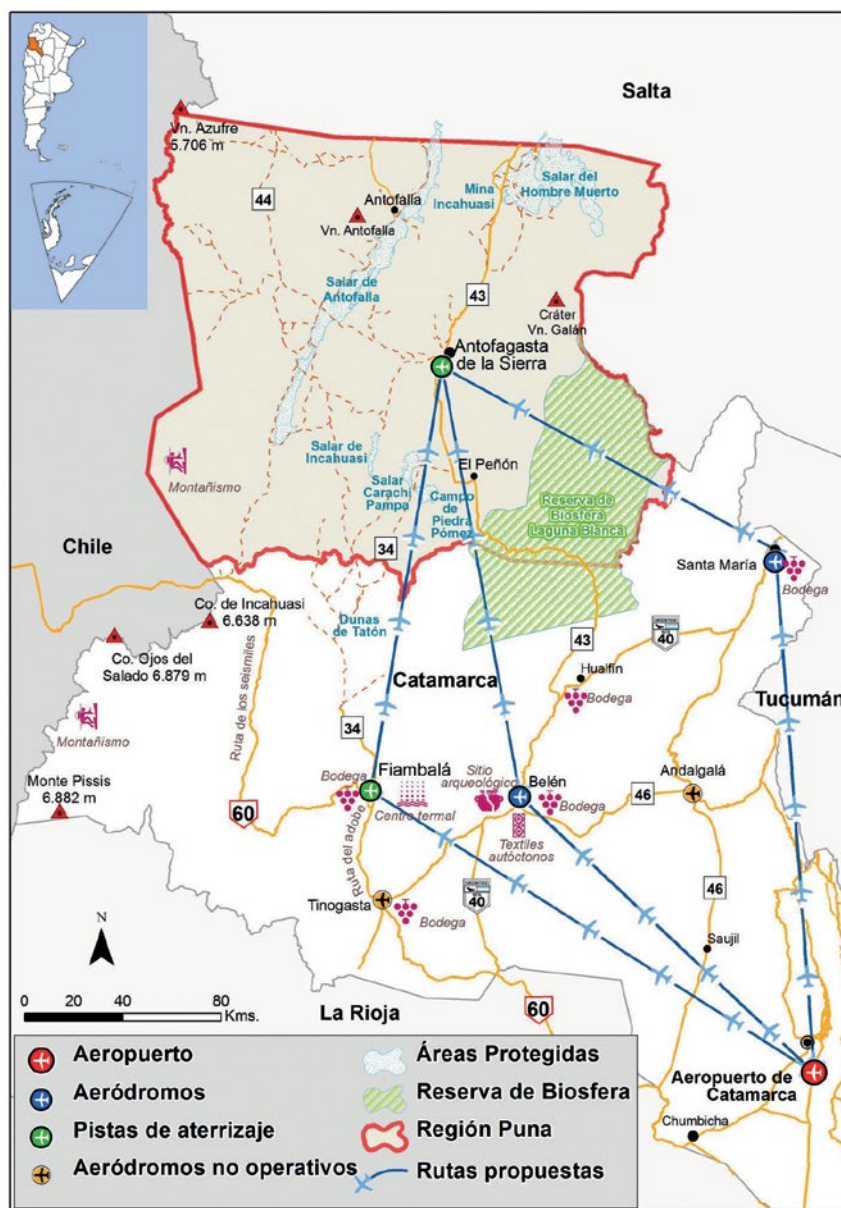 Salta
Vn. Azufre
5.706 m
44
Antofalla
Vn. Antofalla
Mina
Incahuasi
Salar del
Hombre Muerto
Salar de
Antofalla
43
Cráter
Vn. Galán
Antofagasta
de la Sierra
Montañismo
Salar de
Incahuasi
Salar
Carachi
Pampa
El Peñón
Campo
de
Piedra
Pómez
Reserva de
Biosfera
Laguna Blanca
Chile
34
Santa María
Bodega
Co. de Incahuasi
6.638 m
Co. Ojos del
Salado 6.879 m
Ruta de los seismiles
Dunas
de Tatón
43
40
Hualfín
Bodega
Catamarca
Tucumán
Montañismo
Monte Pissis
6.882 m
34
60
Fiambalá
Bodega
Centro termal
Sitio
arqueológico
Belén
Bodega
Textiles
autóctonos
46
Andalgalá
Ruta del adobe
Tinogasta
Bodega
40
46
Saujil
N
0 20 40 80
Kms.
La Rioja
60
Aeropuerto de
Catamarca
Chumbicha
Aeropuerto
Aeródromos
Pistas de aterrizaje
Aeródromos no operativos
Áreas Protegidas
Reserva de Biosfera
Región Puna
Rutas propuestas